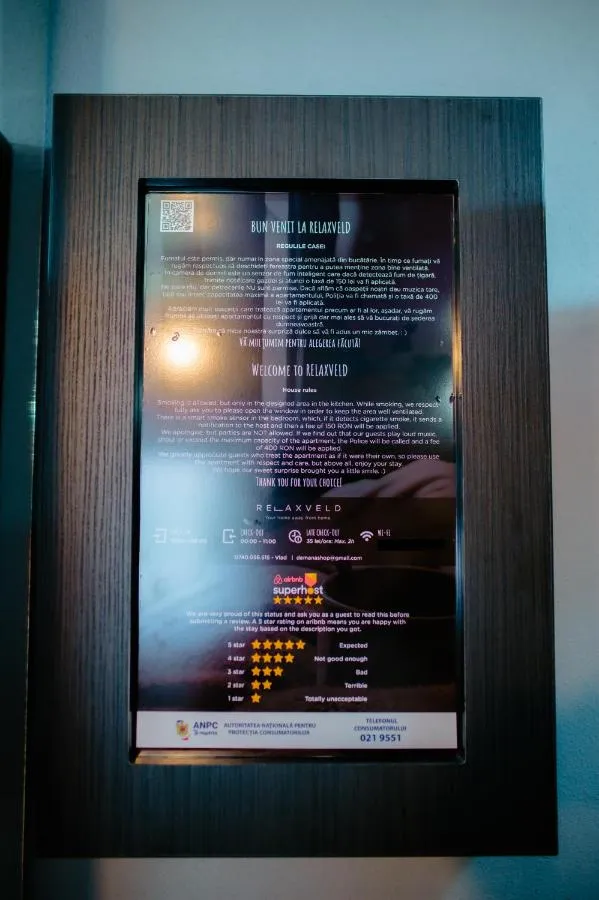 BUN VENIT LA RELAXVELD
REGULILE CASEI
Fumatul este permis, dar numai în zona special amenajată din bucătărie. În timp ce fumați vă
rugăm respectuos să deschideți fereastra pentru a putea menține zona bine ventilată.
În camera de dormit este un senzor de fum inteligent care dacă detectează fum de țigară,
trimite notificare gazdei și atunci o taxă de 150 lei va fi aplicată.
Ne pare rău, dar petrecerile NU sunt permise. Dacă aflăm că oaspeții noștri dau muzica tare,
țipă sau întrec capacitatea maximă a apartamentului, Poliția va fi chemată și o taxă de 400
lei va fi aplicată.
Apreciem mult oaspeții care tratează apartamentul precum ar fi al lor, așadar, vă rugăm
frumos să utilizați apartamentul cu respect și grijă dar mai ales să vă bucurați de șederea
dumneavoastră.
că mica noastră surpriză dulce să vă fi adus un mic zâmbet. : )
VĂ MULȚUMIM PENTRU ALEGEREA FĂCUTĂ!
WELCOME TO RELAXVELD
House rules
Smoking is allowed, but only in the designed area in the kitchen. While smoking, we respect-
fully ask you to please open the window in order to keep the area well ventilated.
There is a smart smoke sensor in the bedroom, which, if it detects cigarette smoke, it sends a
notification to the host and then a fee of 150 RON will be applied.
We apologise, but parties are NOT allowed. If we find out that our guests play loud music,
shout or exceed the maximum capacity of the apartment, the Police will be called and a fee
of 400 RON will be applied.
We greatly appreciate guests who treat the apartment as if it were their own, so please use
the apartment with respect and care, but above all, enjoy your stay.
We hope our sweet surprise brought you a little smile. :)
THANK YOU FOR YOUR CHOICE!
RELAXVELD
Your home away from home
CHECK-OUT
00:00 - 11:00
LATE CHECK-OUT
35 lei/ora: Max. 2h
WI-FI
0740.056.616 - Vlad | demanashop@gmail.com
airbnb
superhost
We are very proud of this status and ask you as a guest to read this before
submitting a review. A 5 star rating on airbnb means you are happy with
the stay based on the description you got.
5 star Expected
4 star Not good enough
3 star Bad
2 star Terrible
1 star Totally unacceptable
ANPC AUTORITATEA NAȚIONALĂ PENTRU
PROTECȚIA CONSUMATORILOR
TELEFONUL
CONSUMATORULUI
021 9551